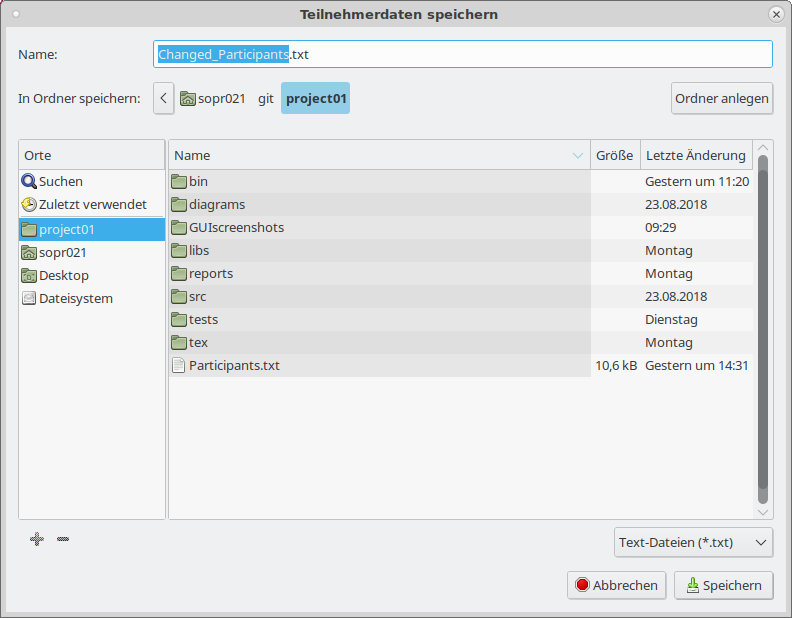 Teilnehmerdaten speichern
Name: Changed_Participants.txt
In Ordner speichern: sopr021 git project01 Ordner anlegen
Orte Name Größe Letzte Änderung
Suchen bin Gestern um 11:20
Zuletzt verwendet diagrams 23.08.2018
project01 GUIscreenshots 09:29
sopr021 libs Montag
Desktop reports Montag
Dateisystem src 23.08.2018
tests Dienstag
tex Montag
Participants.txt 10,6 kB Gestern um 14:31
Text-Dateien (*.txt)
Abbrechen Speichern